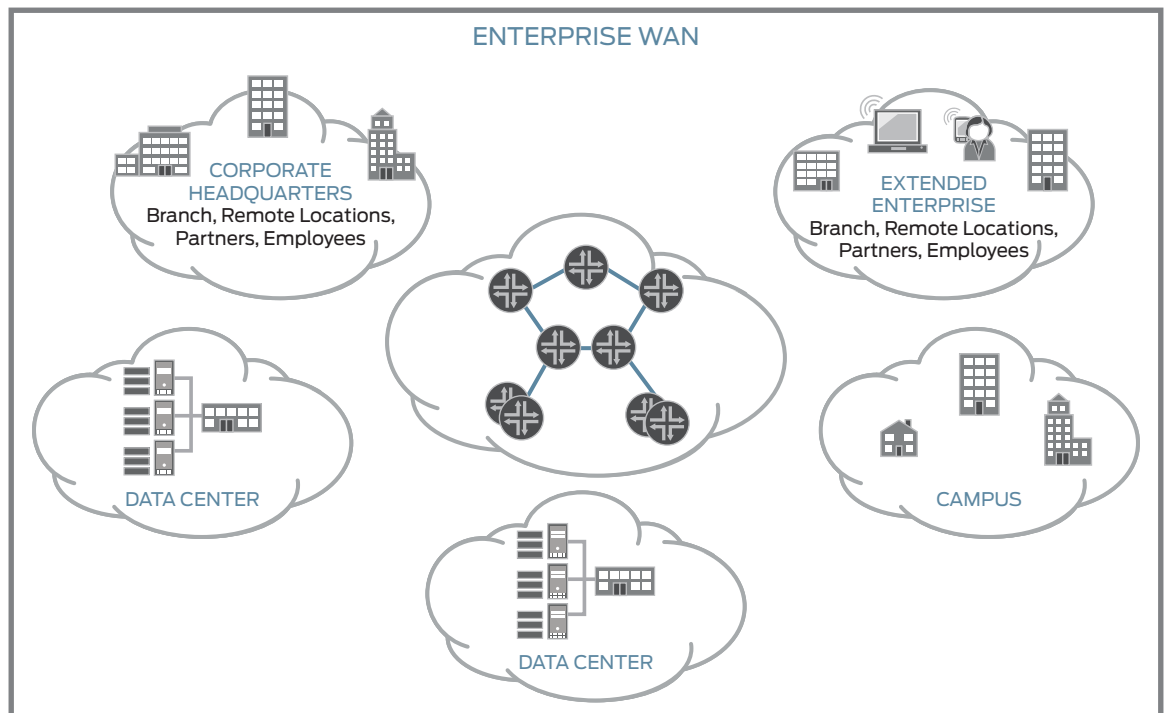 ENTERPRISE WAN
CORPORATE
HEADQUARTERS
Branch, Remote Locations,
Partners, Employees
EXTENDED
ENTERPRISE
Branch, Remote Locations,
Partners, Employees
DATA CENTER
CAMPUS
DATA CENTER